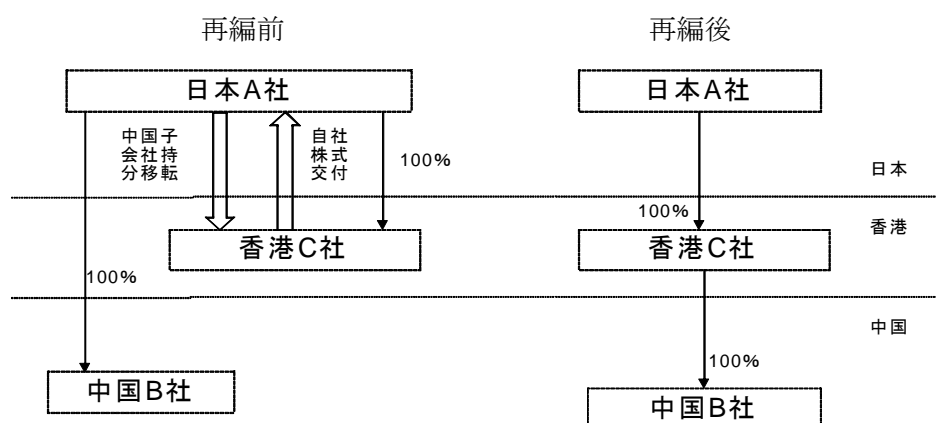 再編前
再編後
日本A社
日本A社
中国子
会社持
分移転
自社
株式
交付
100%
日本
100%
香港
香港C社
香港C社
100%
中国
100%
中国B社
中国B社